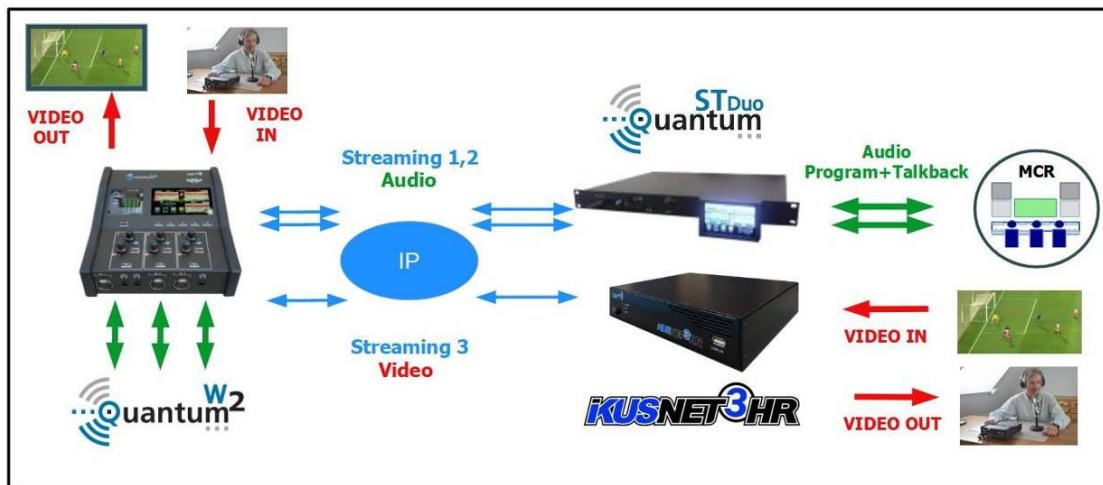 VIDEO
OUT
VIDEO
IN
Streaming 1,2
Audio
IP
Streaming 3
Video
Quantum
W2
ST Duo
Quantum
Audio
Program+Talkback
MCR
iKUSNET3HR
VIDEO IN
VIDEO OUT